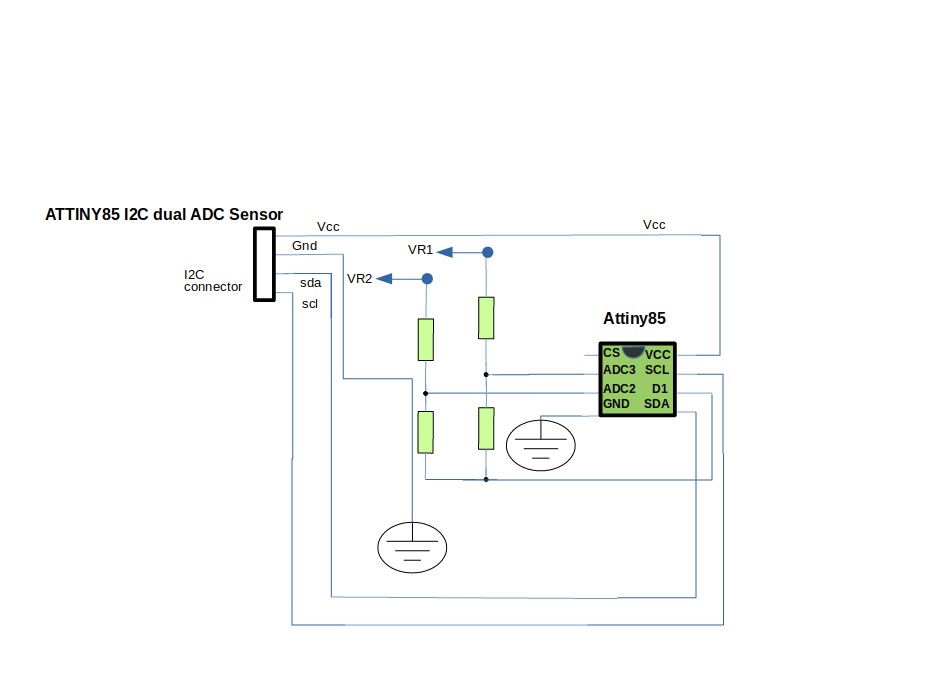 ATTINY85 I2C dual ADC Sensor
Vcc
Vcc
Gnd
VR1
I2C
connector
sda
VR2
scl
Attiny85
CS
VCC
ADC3
SCL
ADC2
D1
GND
SDA